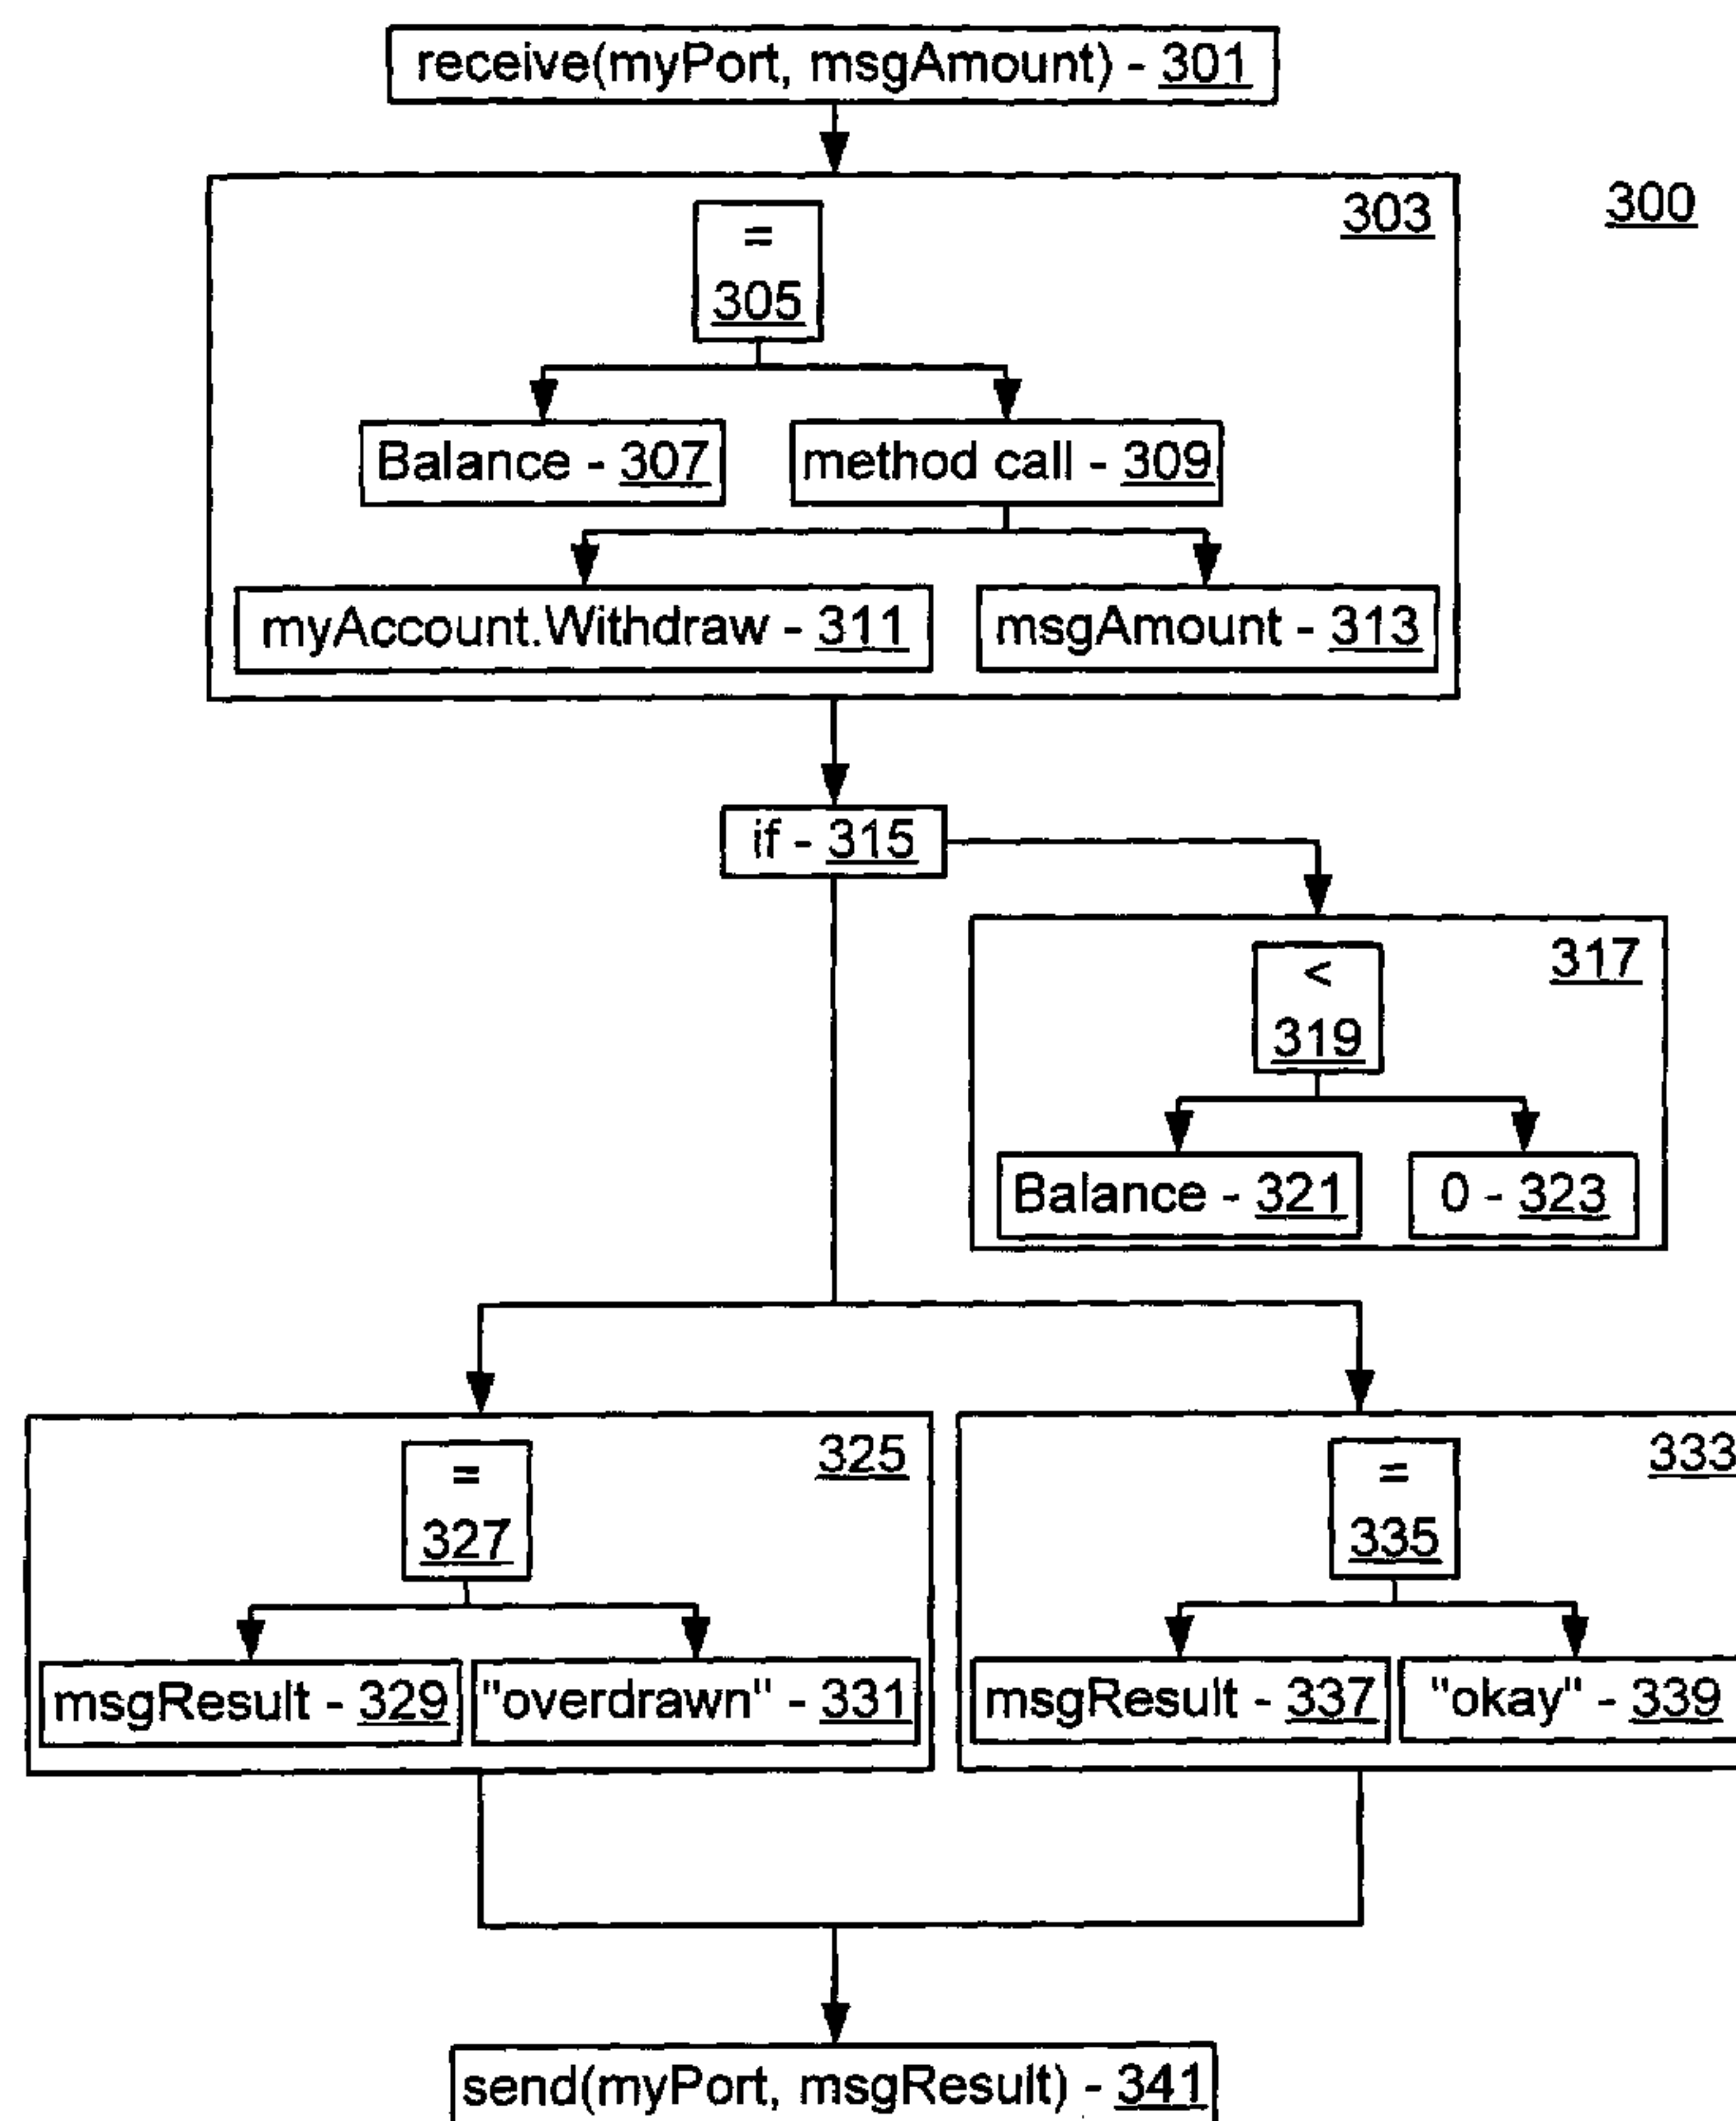 receive(myPort, msgAmount) - 301
300
303
=
305
Balance - 307
method call - 309
myAccount.Withdraw - 311
msgAmount - 313
if - 315
317
<
319
Balance - 321
0 - 323
325
=
327
msgResult - 329
"overdrawn" - 331
333
=
335
msgResult - 337
"okay" - 339
send(myPort, msgResult) - 341